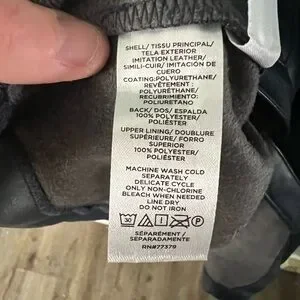 SHELL/ TISSU PRINCIPAL/
TELA EXTERIOR
IMITATION LEATHER/
SIMILI-CUIR/ IMITACIÓN DE
CUERO
COATING:POLYURETHANE/
REVÊTEMENT :
POLYURÉTHANE/
RECUBRIMIENTO:
POLIURETANO
BACK/ DOS/ ESPALDA
100% POLYESTER/
POLIÉSTER
UPPER LINING/ DOUBLURE
SUPÉRIEURE/ FORRO
SUPERIOR
100% POLYESTER/
POLIÉSTER
MACHINE WASH COLD
SEPARATELY
DELICATE CYCLE
ONLY NON-CHLORINE
BLEACH WHEN NEEDED
LINE DRY
DO NOT IRON
30
SÉPARÉMENT /
SEPARADAMENTE
RN#77379